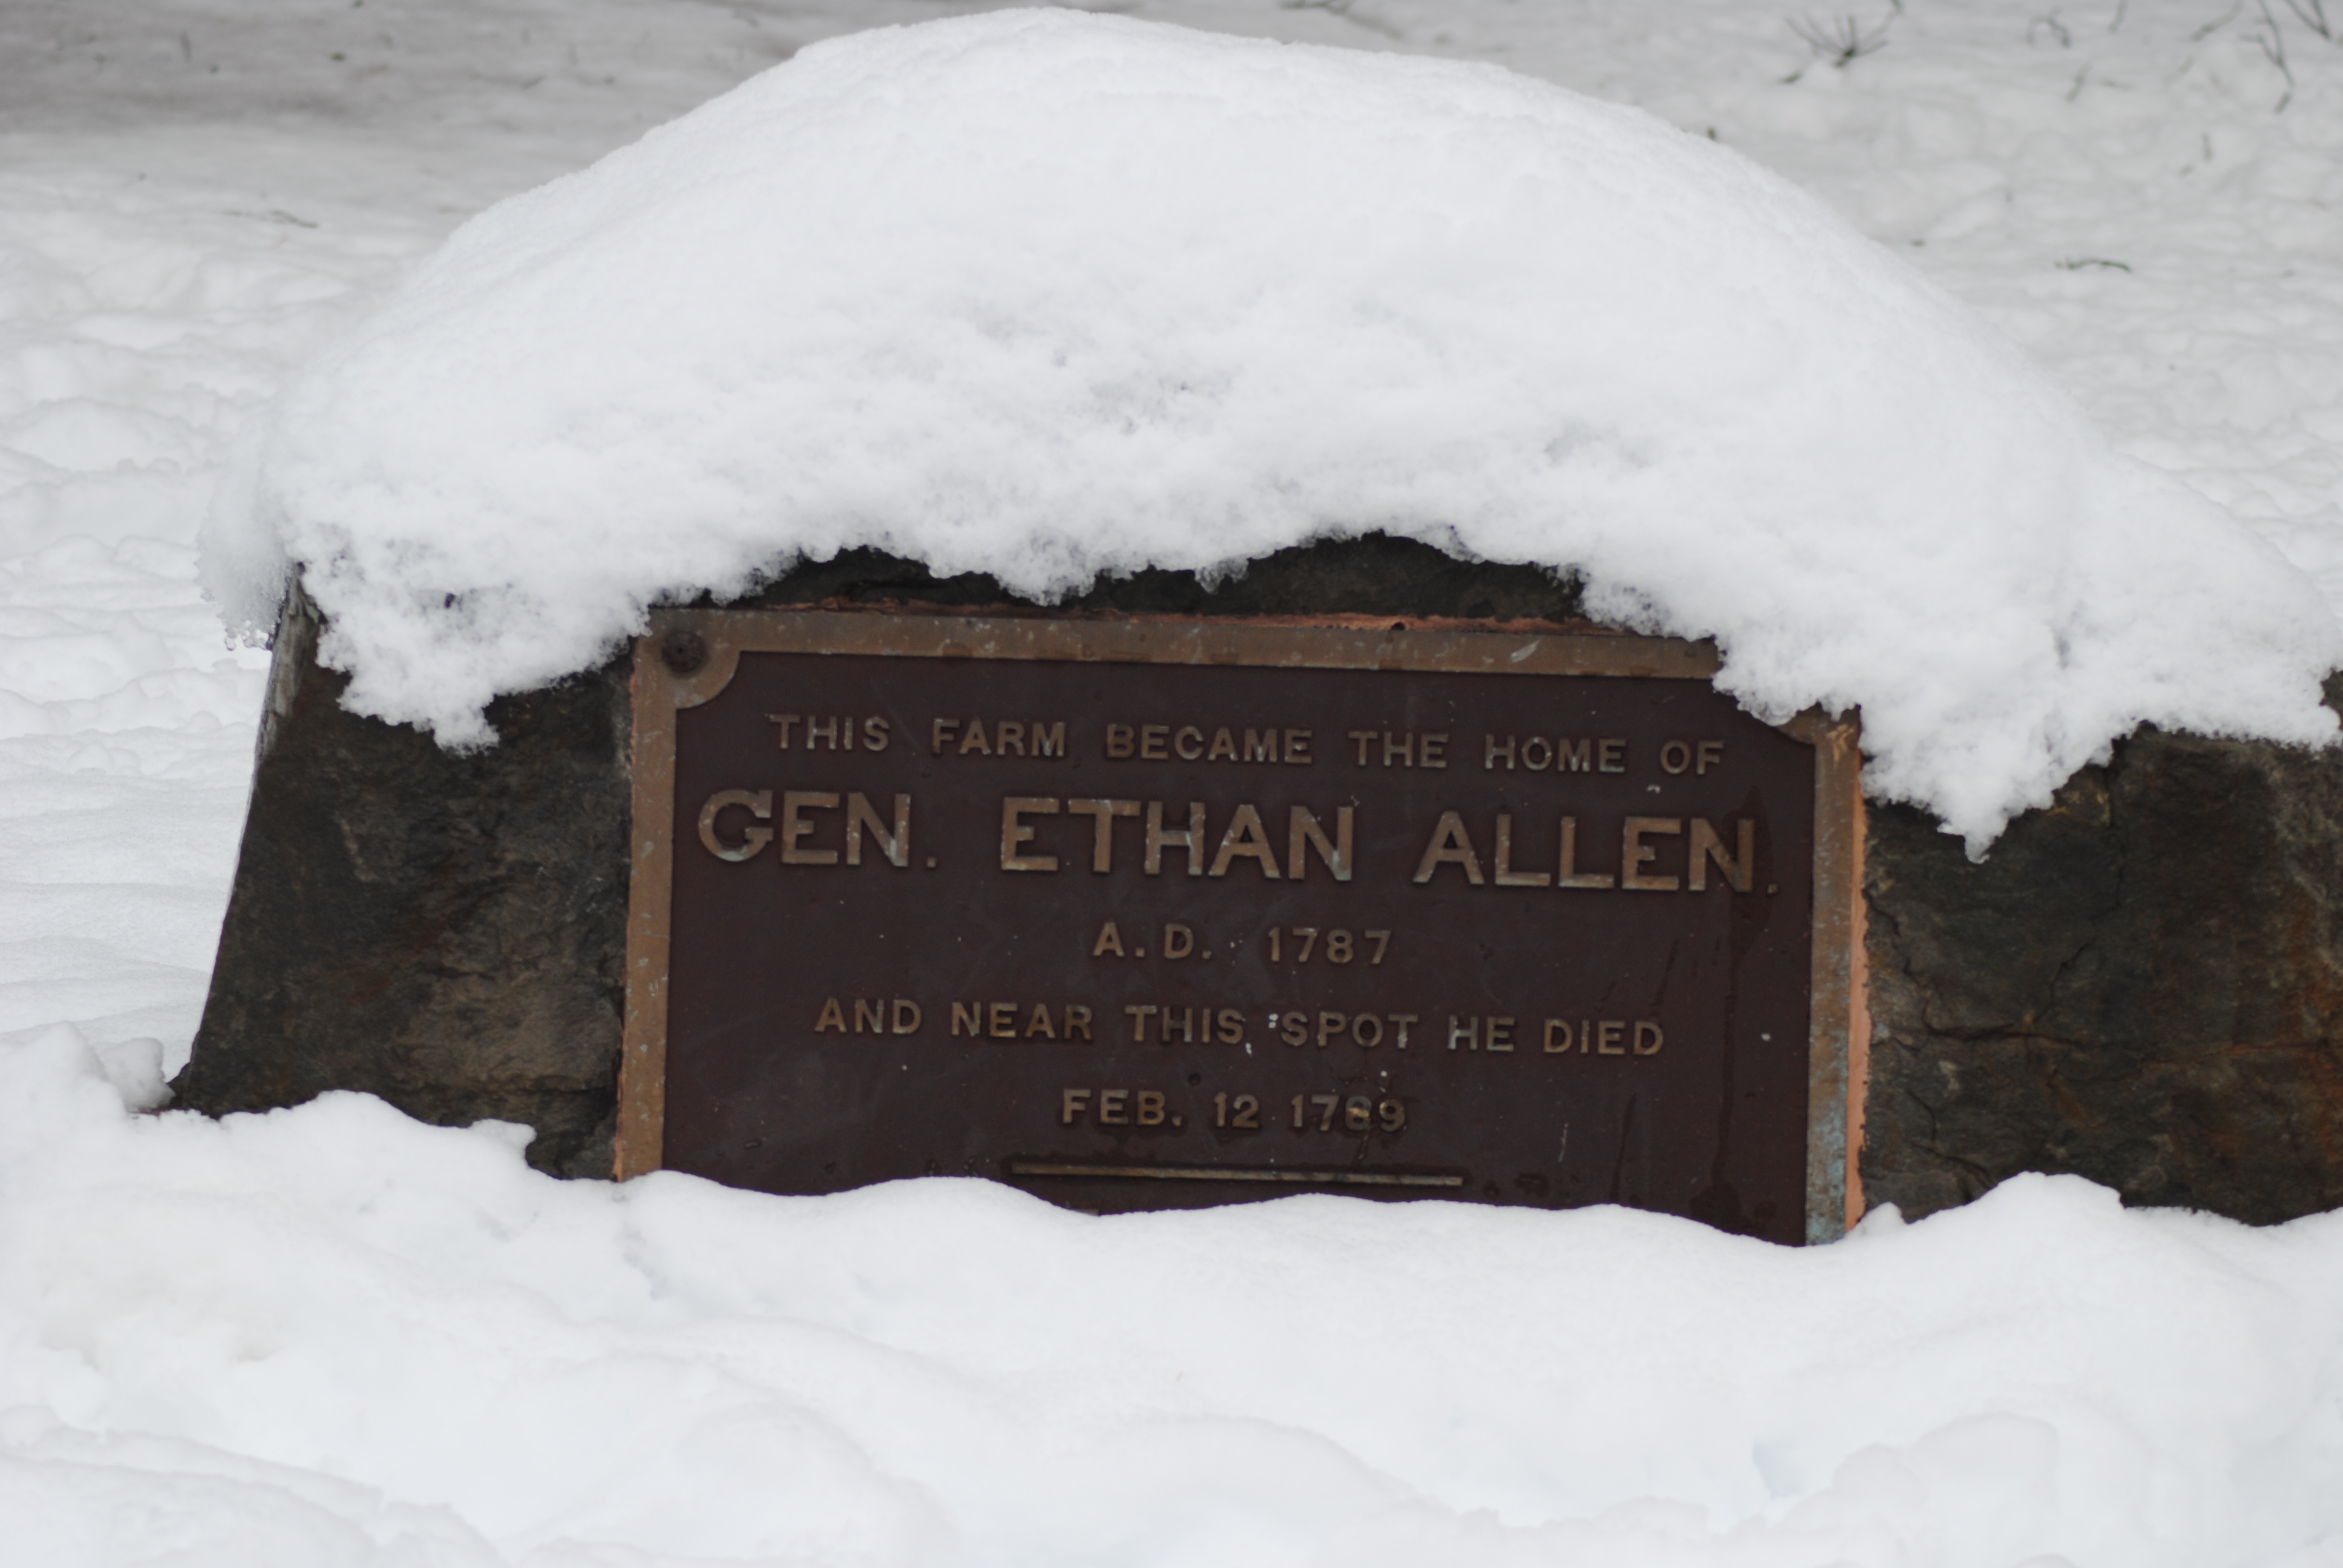 THIS FARM BECAME THE HOME OF
GEN. ETHAN ALLEN.
A.D. 1787
AND NEAR THIS SPOT HE DIED
FEB. 12 1789